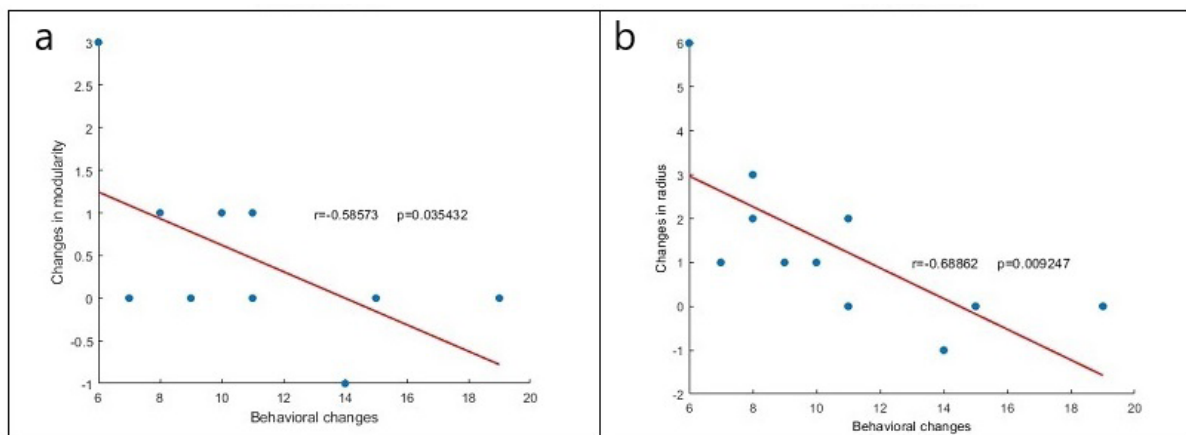 a
3
2.5
2
1.5
1
0.5
0
-0.5
-1
Changes in modularity
r=-0.58573 p=0.035432
6 8 10 12 14 16 18 20
Behavioral changes
b
6
5
4
3
2
1
0
-1
-2
Changes in radius
r=-0.68862 p=0.009247
6 8 10 12 14 16 18 20
Behavioral changes